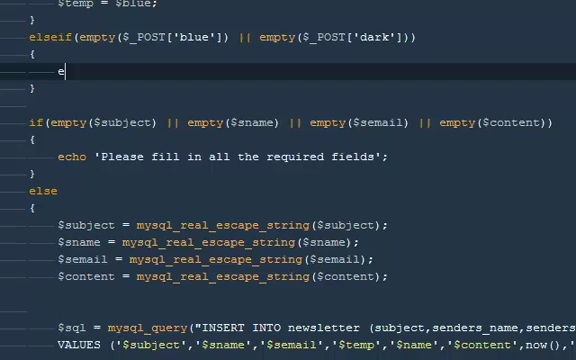 $temp = $blue;
}
elseif(empty($_POST['blue']) || empty($_POST['dark']))
{
e
}
if(empty($subject) || empty($sname) || empty($semail) || empty($content))
{
echo 'Please fill in all the required fields';
}
else
{
$subject = mysql_real_escape_string($subject);
$sname = mysql_real_escape_string($sname);
$semail = mysql_real_escape_string($semail);
$content = mysql_real_escape_string($content);
$sql = mysql_query("INSERT INTO newsletter (subject,senders_name,senders
VALUES ('$subject','$sname','$semail','$temp','$name','$content',now(),'